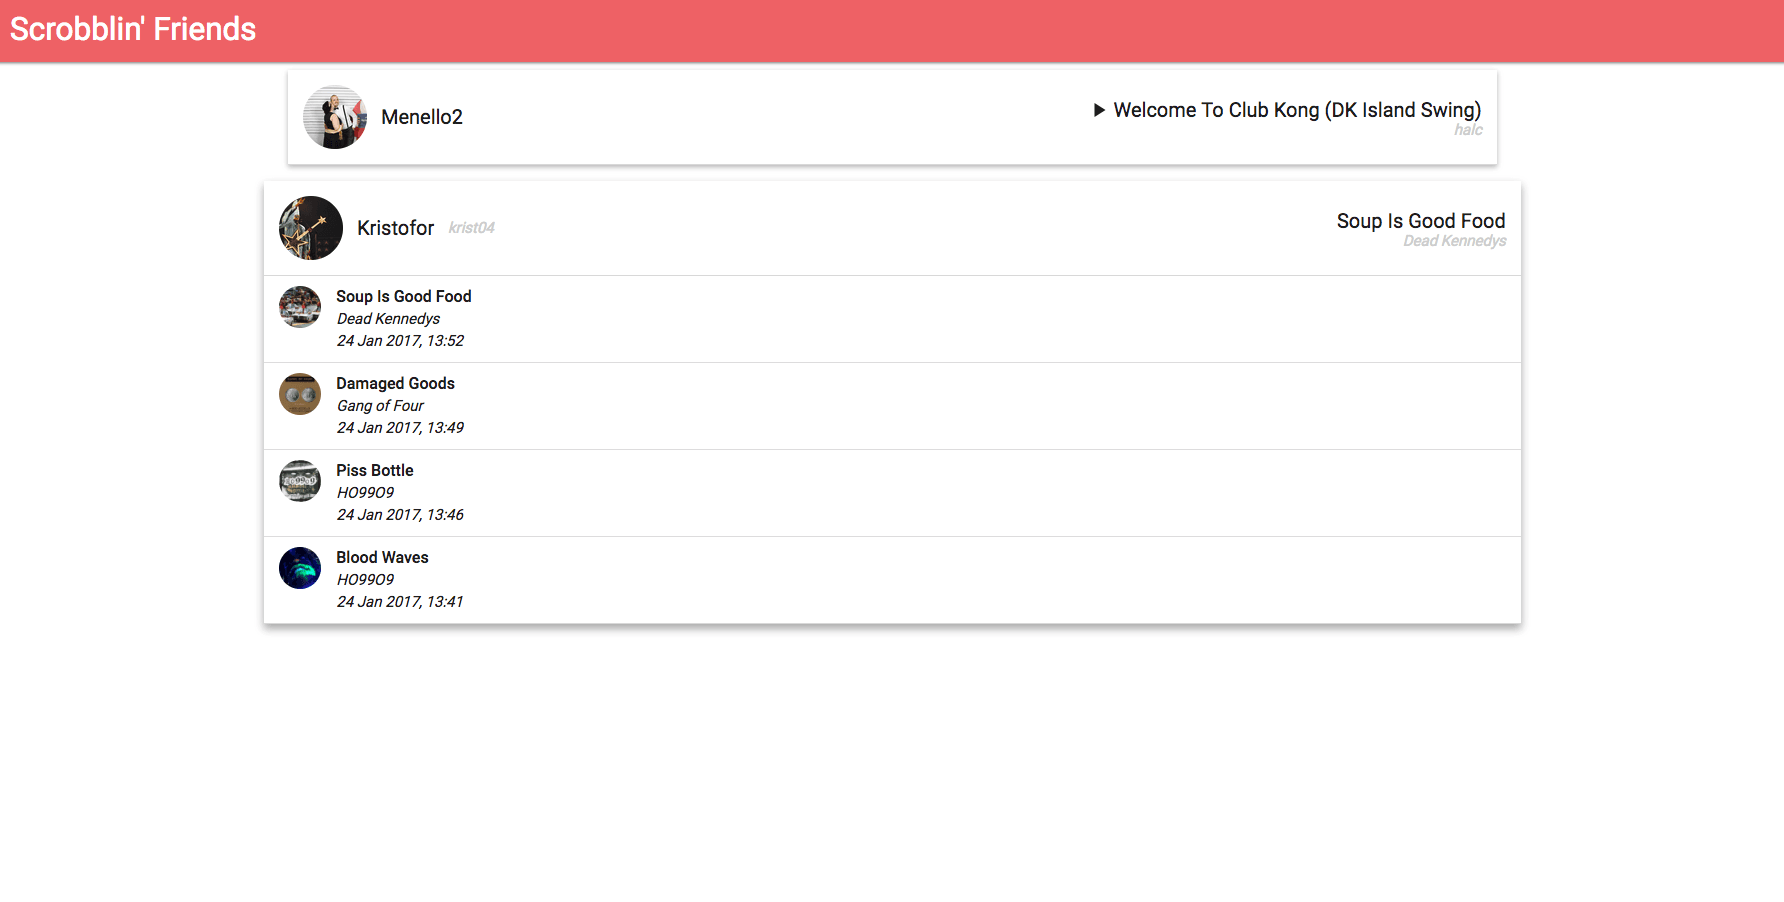 Scrobblin' Friends
Menello2
Welcome To Club Kong (DK Island Swing)
halc
Kristofor krist04
Soup Is Good Food
Dead Kennedys
Soup Is Good Food
Dead Kennedys
24 Jan 2017, 13:52
Damaged Goods
Gang of Four
24 Jan 2017, 13:49
Piss Bottle
HO99O9
24 Jan 2017, 13:46
Blood Waves
HO99O9
24 Jan 2017, 13:41